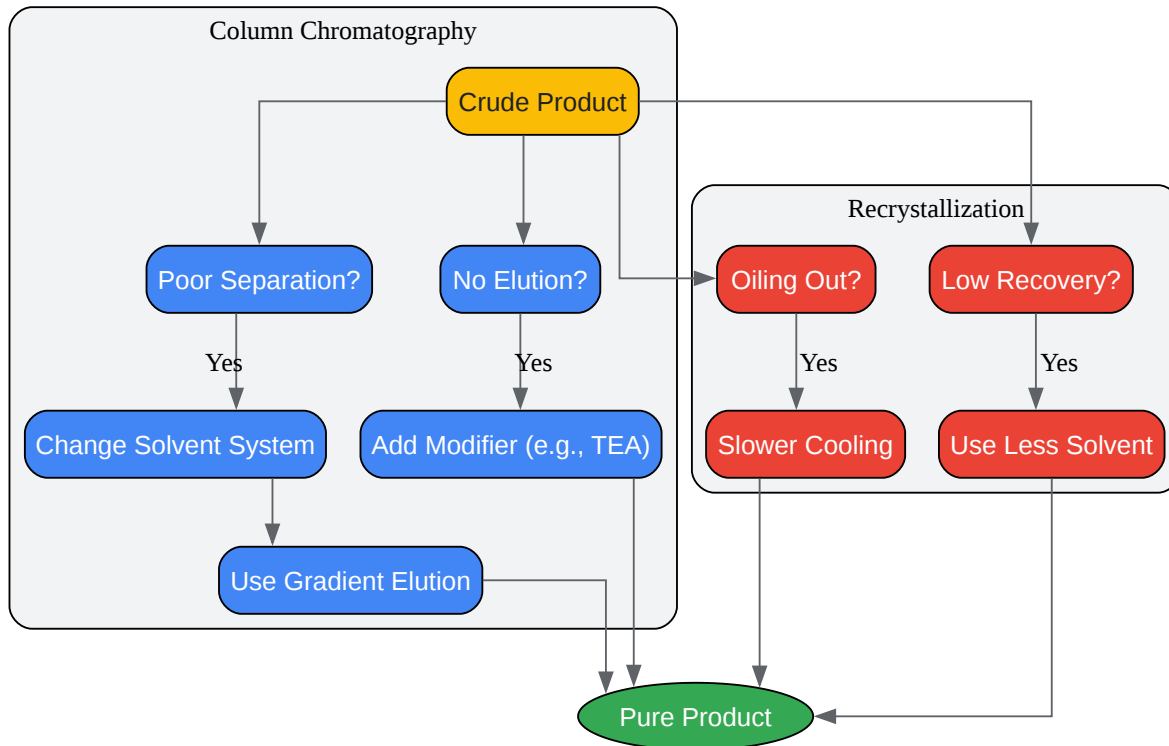 Column Chromatography
Crude Product
Recrystallization
Poor Separation?
No Elution?
Oiling Out?
Low Recovery?
Yes
Yes
Yes
Yes
Change Solvent System
Add Modifier (e.g., TEA)
Slower Cooling
Use Less Solvent
Use Gradient Elution
Pure Product